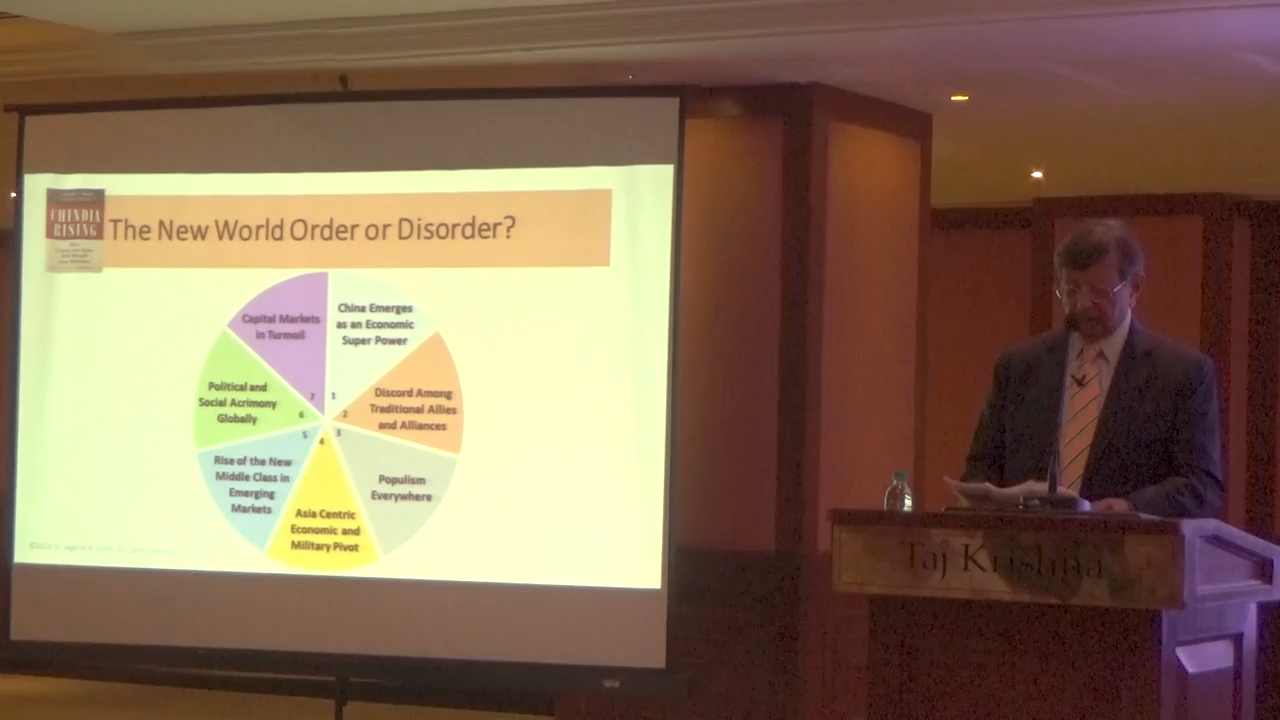 CHINDIA
RISING
The New World Order or Disorder?
Capital Markets
in Turmoil
7
China Emerges
as an Economic
Super Power
1
Discord Among
Traditional Allies
and Alliances
2
Populism
Everywhere
3
Asia Centric
Economic and
Military Pivot
4
Rise of the New
Middle Class in
Emerging
Markets
5
Political and
Social Acrimony
Globally
6
Taj Krishna